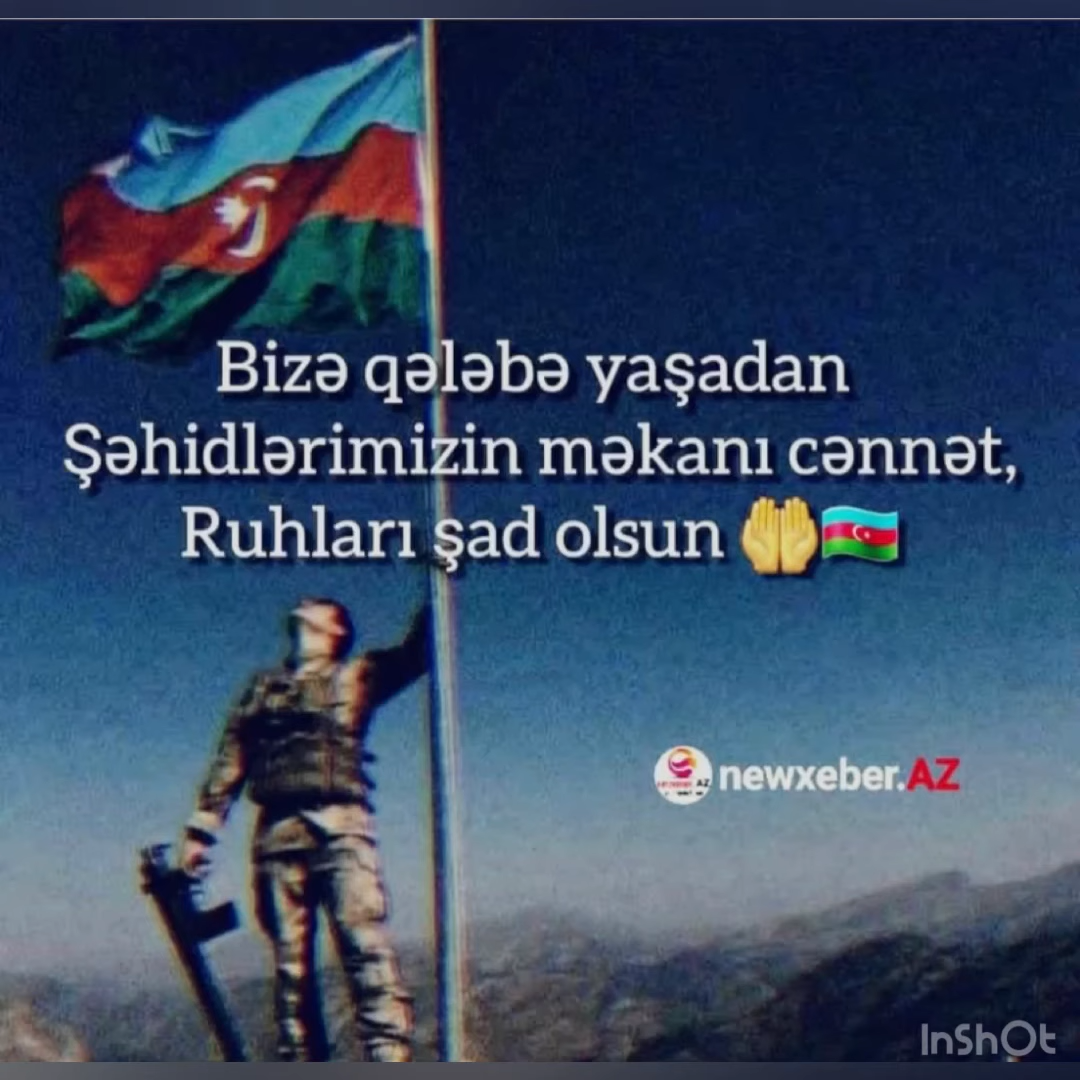 Bizə qələbə yaşadan
Şəhidlərimizin məkanı cənnət,
Ruhları şad olsun 🤲🇦🇿
newxeber.AZ
InShOt